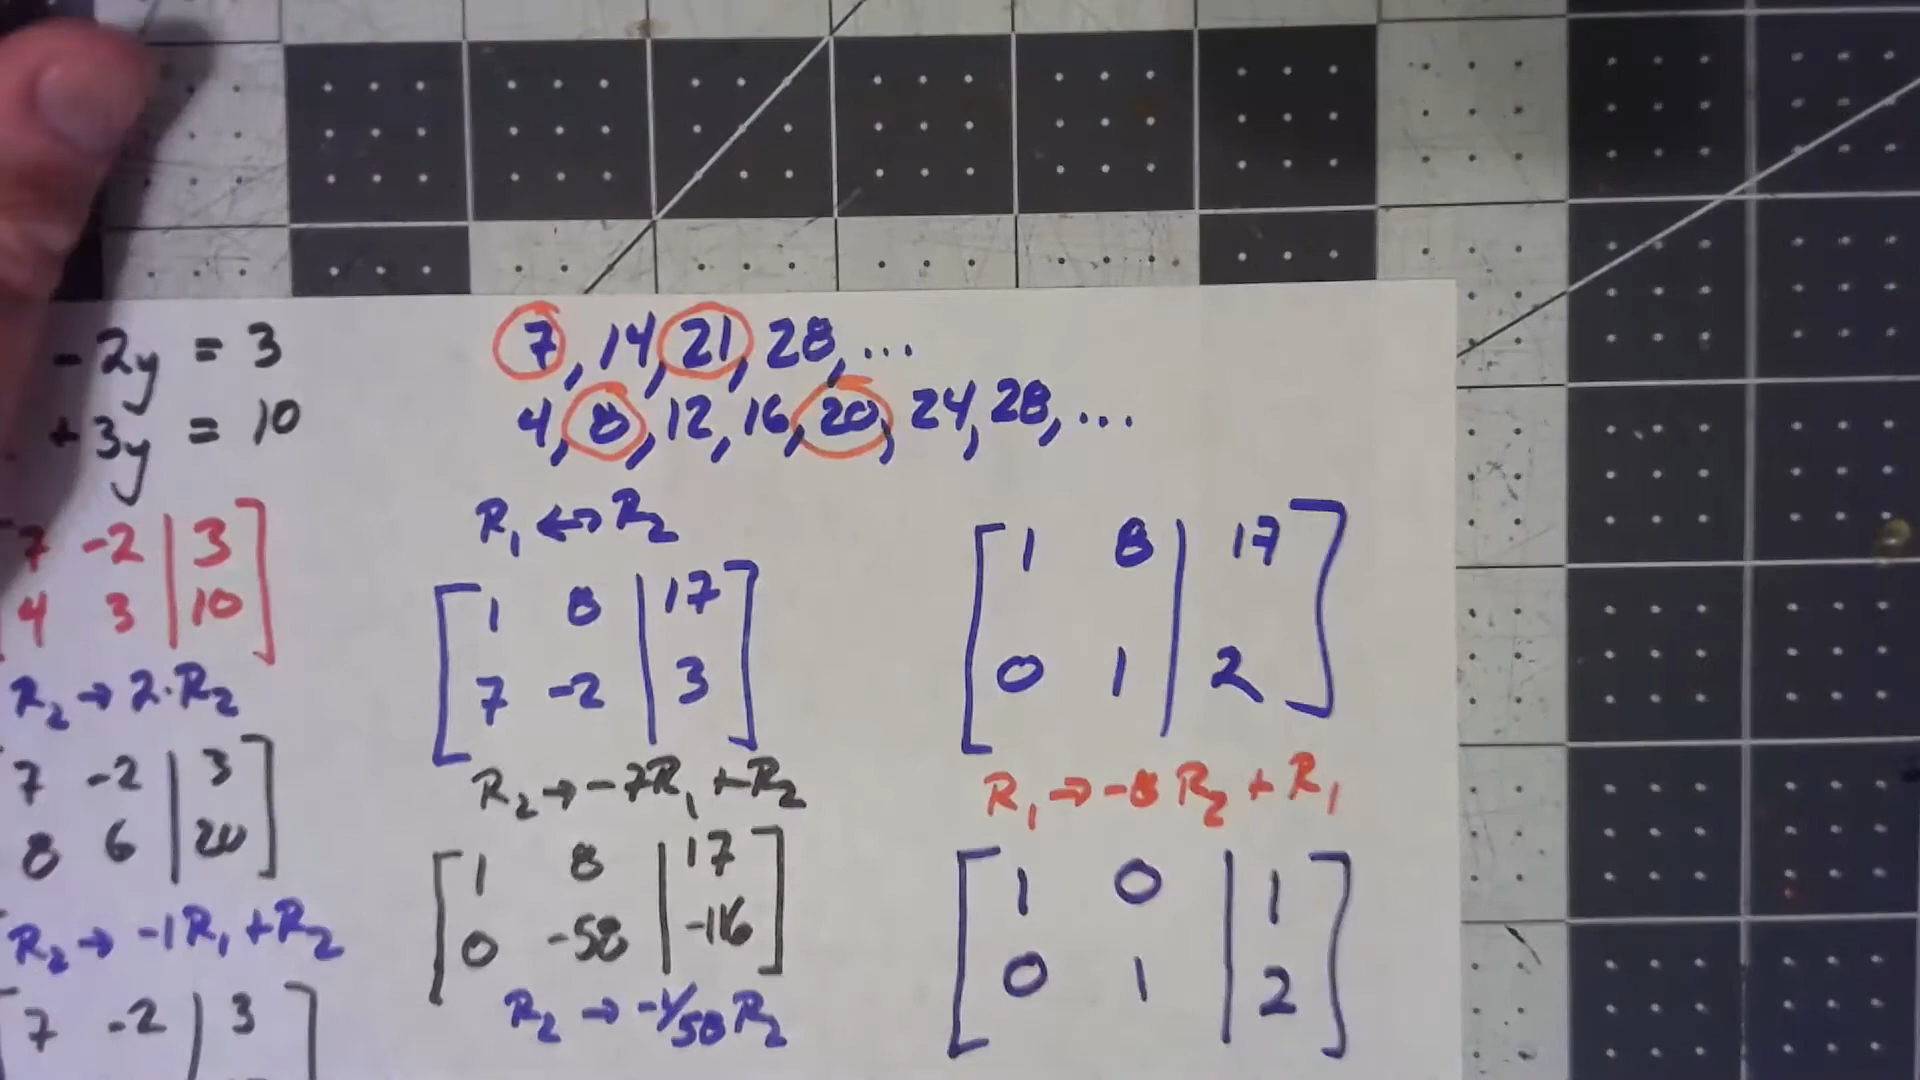 - 2y = 3
+ 3y = 10
7 -2 | 3
4 3 | 10
R₂ → 2·R₂
7 -2 | 3
8 6 | 20
R₂ → -1R₁ + R₂
7 -2 | 3
7, 14, 21, 28, ...
4, 8, 12, 16, 20, 24, 28, ...
R₁ ↔ R₂
1 8 | 17
7 -2 | 3
R₂ → -7R₁ + R₂
1 8 | 17
0 -58 | -116
R₂ → -1/58 R₂
1 8 | 17
0 1 | 2
R₁ → -8 R₂ + R₁
1 0 | 1
0 1 | 2